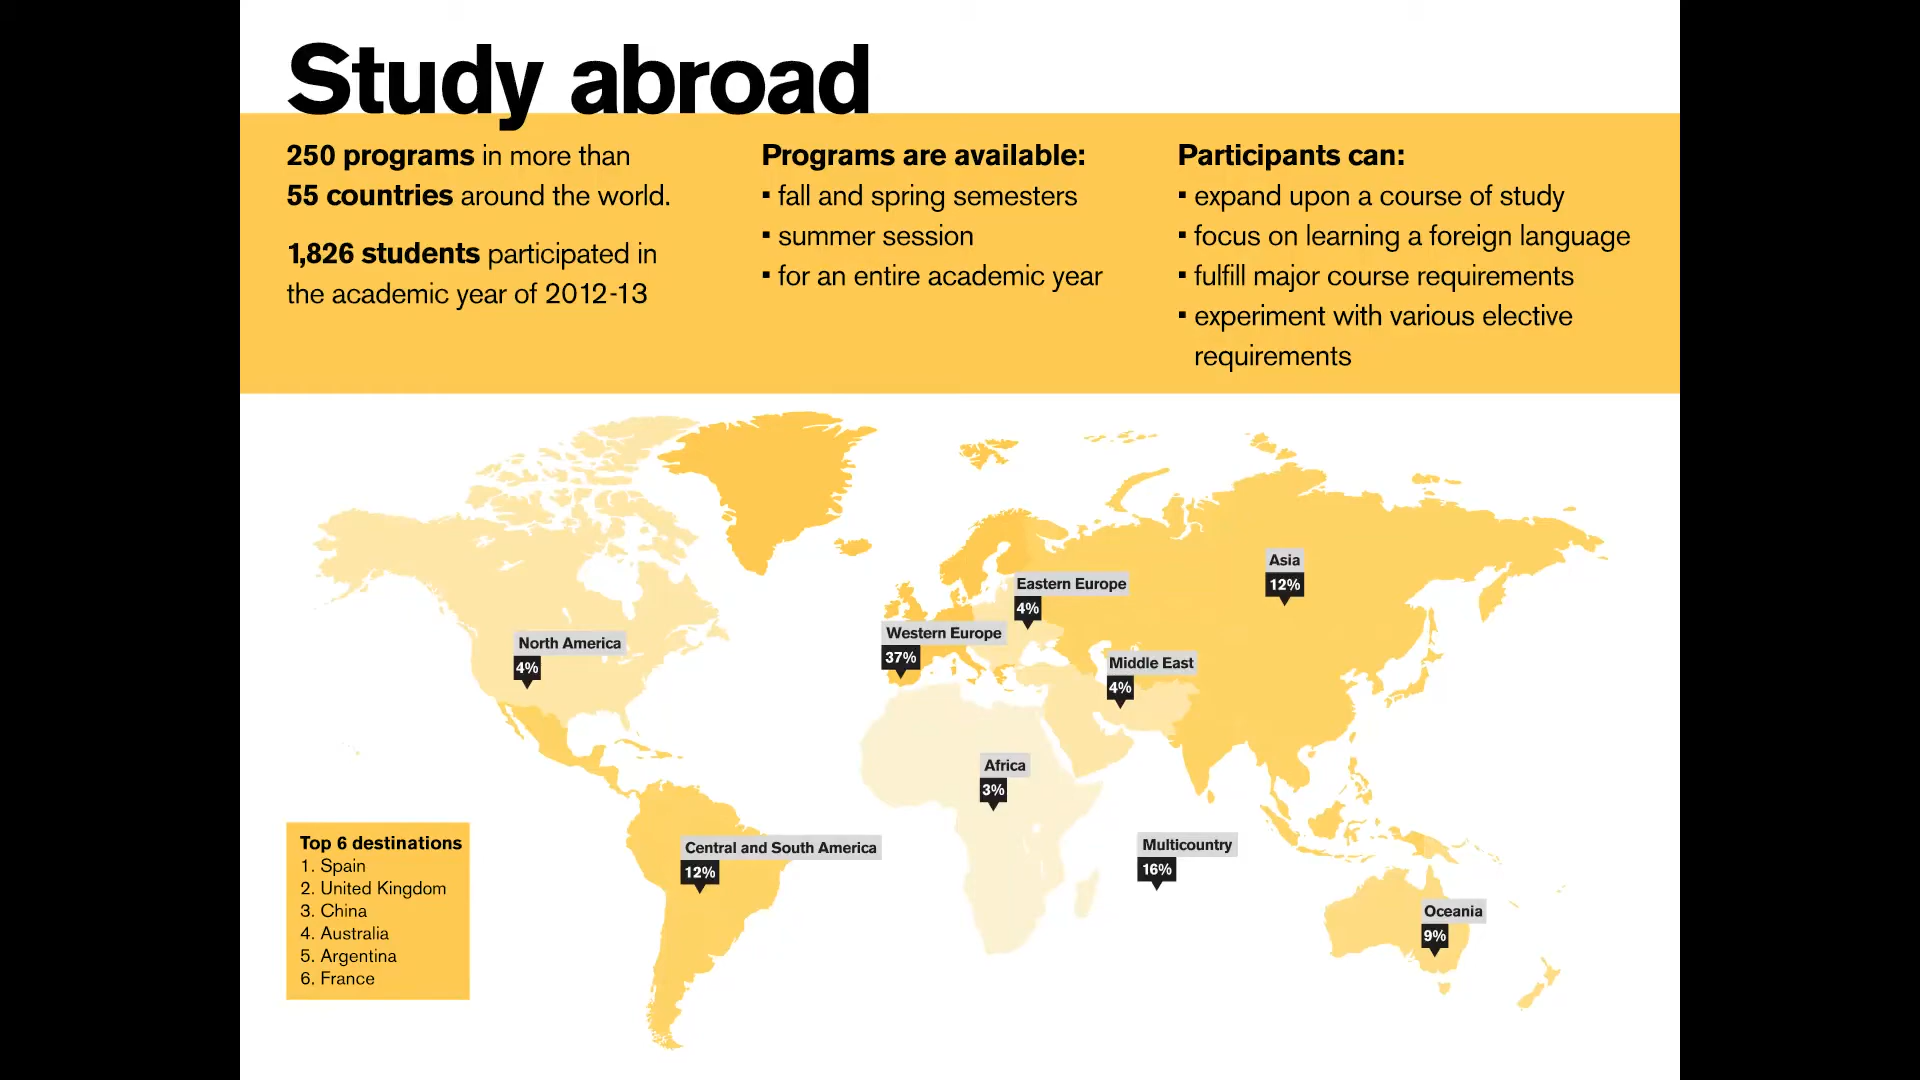 Study abroad
250 programs in more than
55 countries around the world.
1,826 students participated in
the academic year of 2012-13
Programs are available:
▪ fall and spring semesters
▪ summer session
▪ for an entire academic year
Participants can:
▪ expand upon a course of study
▪ focus on learning a foreign language
▪ fulfill major course requirements
▪ experiment with various elective
requirements
Asia
12%
Eastern Europe
4%
Western Europe
37%
North America
4%
Middle East
4%
Africa
3%
Central and South America
12%
Multicountry
16%
Oceania
9%
Top 6 destinations
1. Spain
2. United Kingdom
3. China
4. Australia
5. Argentina
6. France